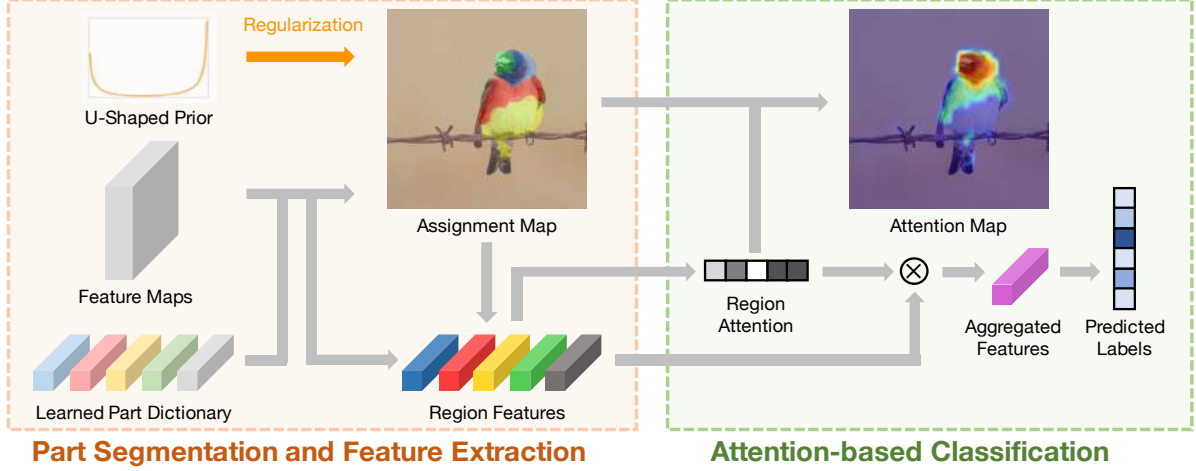 Regularization
U-Shaped Prior
Feature Maps
Learned Part Dictionary
Assignment Map
Region Features
Part Segmentation and Feature Extraction
Attention Map
Region
Attention
Aggregated
Features
Predicted
Labels
Attention-based Classification